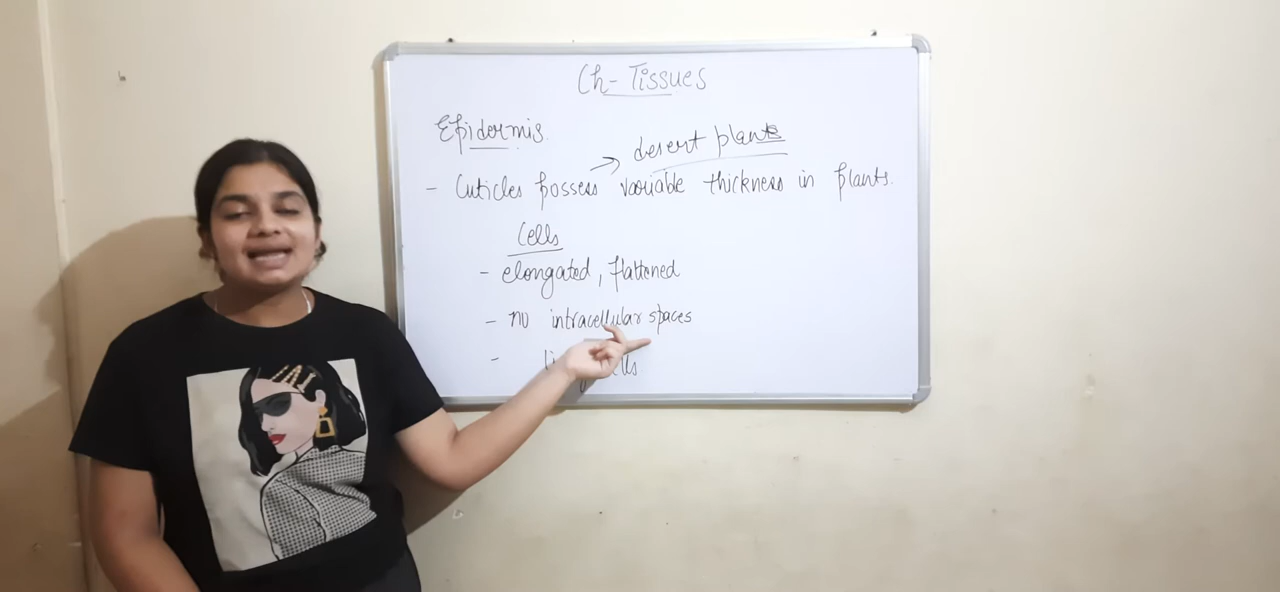 Ch- Tissues
Epidermis.
desert plants
- Cuticles possess variable thickness in plants.
Cells
- elongated, flattened
- no intracellular spaces
-